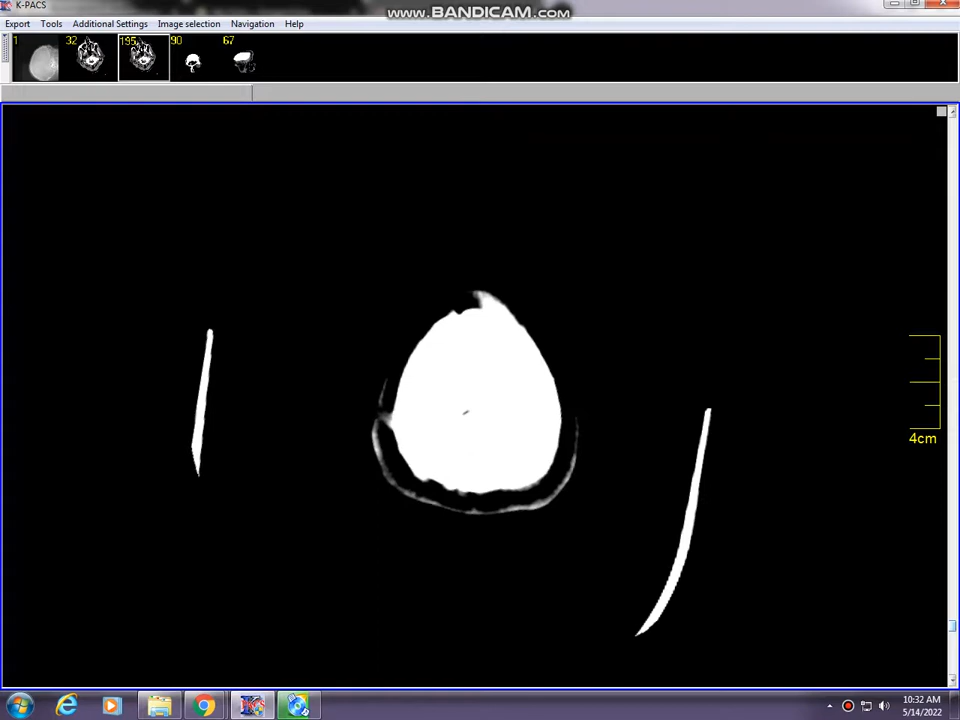 K-PACS
www.BANDICAM.com
Export Tools Additional Settings Image selection Navigation Help
1 32 195 90 67
4cm
10:32 AM
5/14/2022